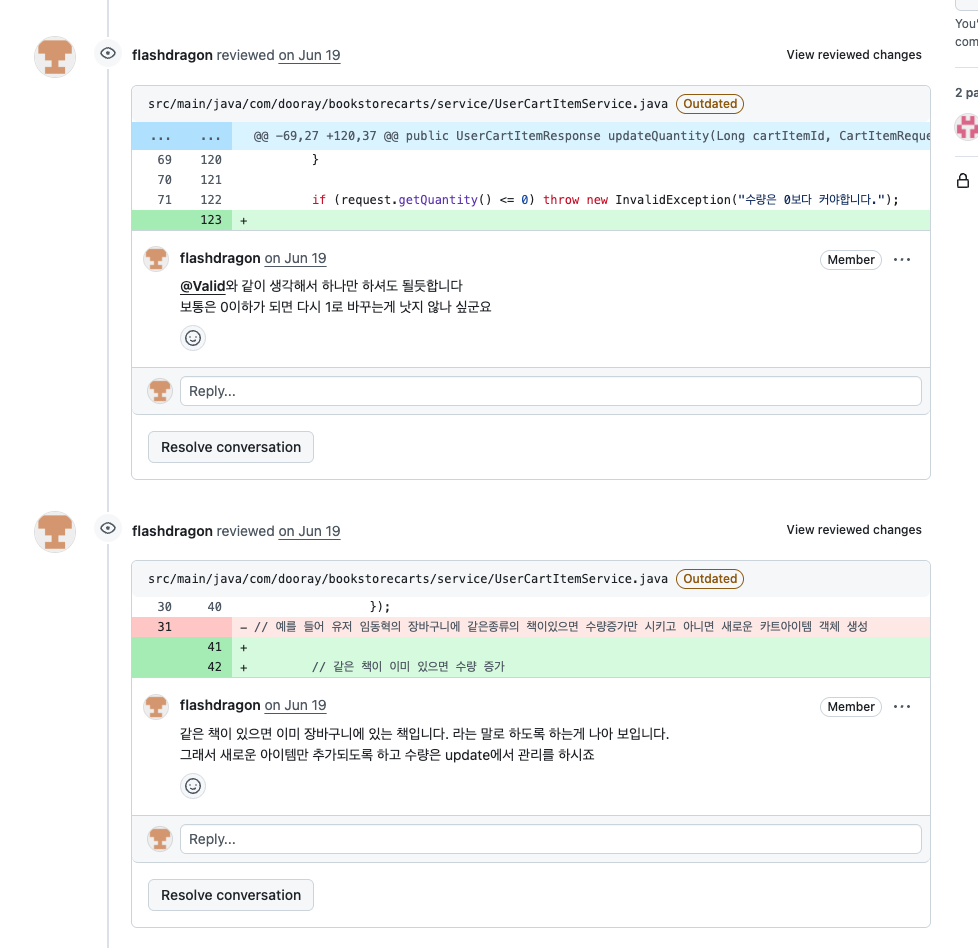 You'
com
flashdragon reviewed on Jun 19
View reviewed changes
2 pa
src/main/java/com/dooray/bookstorecarts/service/UserCartItemService.java Outdated
... ... @@ -69,27 +120,37 @@ public UserCartItemResponse updateQuantity(Long cartItemId, CartItemReque
69 120 }
70 121
71 122 if (request.getQuantity() <= 0) throw new InvalidException("수량은 0보다 커야합니다.");
123 +
flashdragon on Jun 19
Member ...
@Valid와 같이 생각해서 하나만 하셔도 될듯합니다
보통은 0이하가 되면 다시 1로 바꾸는게 낫지 않나 싶군요
Reply...
Resolve conversation
flashdragon reviewed on Jun 19
View reviewed changes
src/main/java/com/dooray/bookstorecarts/service/UserCartItemService.java Outdated
30 40 });
31 - // 예를 들어 유저 임동혁의 장바구니에 같은종류의 책이있으면 수량증가만 시키고 아니면 새로운 카트아이템 객체 생성
41 +
42 + // 같은 책이 이미 있으면 수량 증가
flashdragon on Jun 19
Member ...
같은 책이 있으면 이미 장바구니에 있는 책입니다. 라는 말로 하도록 하는게 나아 보입니다.
그래서 새로운 아이템만 추가되도록 하고 수량은 update에서 관리를 하시죠
Reply...
Resolve conversation